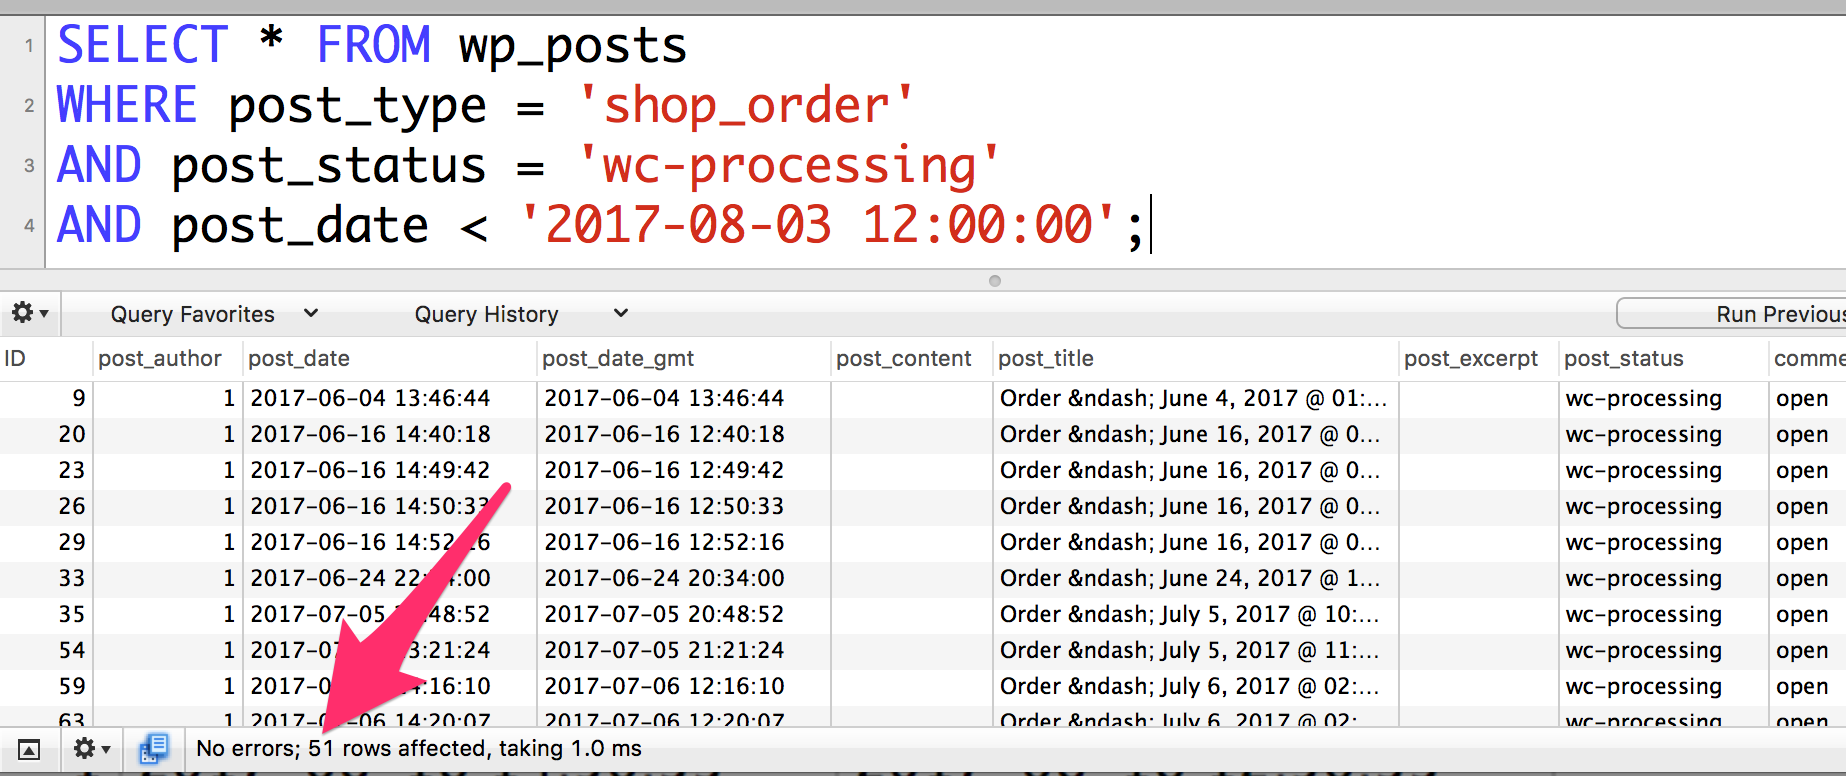 1 SELECT * FROM wp_posts
2 WHERE post_type = 'shop_order'
3 AND post_status = 'wc-processing'
4 AND post_date < '2017-08-03 12:00:00';
Query Favorites Query History Run Previous
ID post_author post_date post_date_gmt post_content post_title post_excerpt post_status comme
9 1 2017-06-04 13:46:44 2017-06-04 13:46:44 Order &ndash; June 4, 2017 @ 01:... wc-processing open
20 1 2017-06-16 14:40:18 2017-06-16 12:40:18 Order &ndash; June 16, 2017 @ 0... wc-processing open
23 1 2017-06-16 14:49:42 2017-06-16 12:49:42 Order &ndash; June 16, 2017 @ 0... wc-processing open
26 1 2017-06-16 14:50:33 2017-06-16 12:50:33 Order &ndash; June 16, 2017 @ 0... wc-processing open
29 1 2017-06-16 14:52: 6 2017-06-16 12:52:16 Order &ndash; June 16, 2017 @ 0... wc-processing open
33 1 2017-06-24 22: :00 2017-06-24 20:34:00 Order &ndash; June 24, 2017 @ 1... wc-processing open
35 1 2017-07-05 :48:52 2017-07-05 20:48:52 Order &ndash; July 5, 2017 @ 10:... wc-processing open
54 1 2017-07 3:21:24 2017-07-05 21:21:24 Order &ndash; July 5, 2017 @ 11:... wc-processing open
59 1 2017-0 :16:10 2017-07-06 12:16:10 Order &ndash; July 6, 2017 @ 02:... wc-processing open
63 1 2017-07-06 14:20:07 2017-07-06 12:20:07 Order &ndash; July 6, 2017 @ 02: wc-processing open
No errors; 51 rows affected, taking 1.0 ms